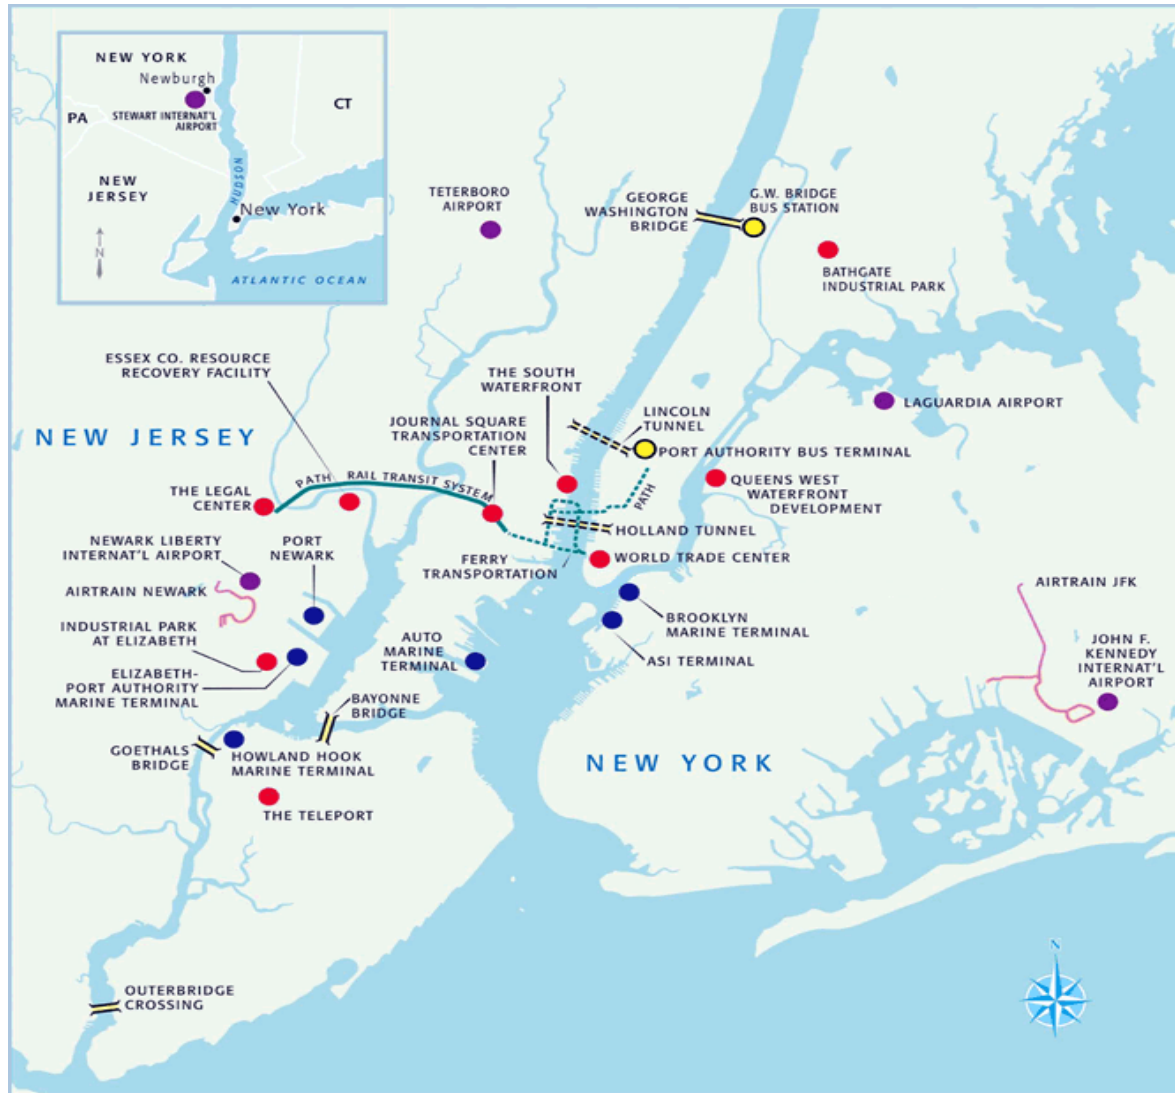 NEW YORK
Newburgh
STEWART INTERNAT'L
AIRPORT
PA
CT
NEW
JERSEY
HUDSON
New York
N
ATLANTIC OCEAN
TETERBORO
AIRPORT
GEORGE
WASHINGTON
BRIDGE
G.W. BRIDGE
BUS STATION
BATHGATE
INDUSTRIAL PARK
ESSEX CO. RESOURCE
RECOVERY FACILITY
THE SOUTH
WATERFRONT
LINCOLN
TUNNEL
LAGUARDIA AIRPORT
NEW JERSEY
JOURNAL SQUARE
TRANSPORTATION
CENTER
PORT AUTHORITY BUS TERMINAL
PATH RAIL TRANSIT SYSTEM
PATH
QUEENS WEST
WATERFRONT
DEVELOPMENT
THE LEGAL
CENTER
HOLLAND TUNNEL
NEWARK LIBERTY
INTERNAT'L AIRPORT
PORT
NEWARK
FERRY
TRANSPORTATION
WORLD TRADE CENTER
AIRTRAIN NEWARK
AIRTRAIN JFK
INDUSTRIAL PARK
AT ELIZABETH
BROOKLYN
MARINE TERMINAL
AUTO
MARINE
TERMINAL
ASI TERMINAL
JOHN F.
KENNEDY
INTERNAT'L
AIRPORT
ELIZABETH-
PORT AUTHORITY
MARINE TERMINAL
BAYONNE
BRIDGE
GOETHALS
BRIDGE
HOWLAND HOOK
MARINE TERMINAL
NEW YORK
THE TELEPORT
N
OUTERBRIDGE
CROSSING